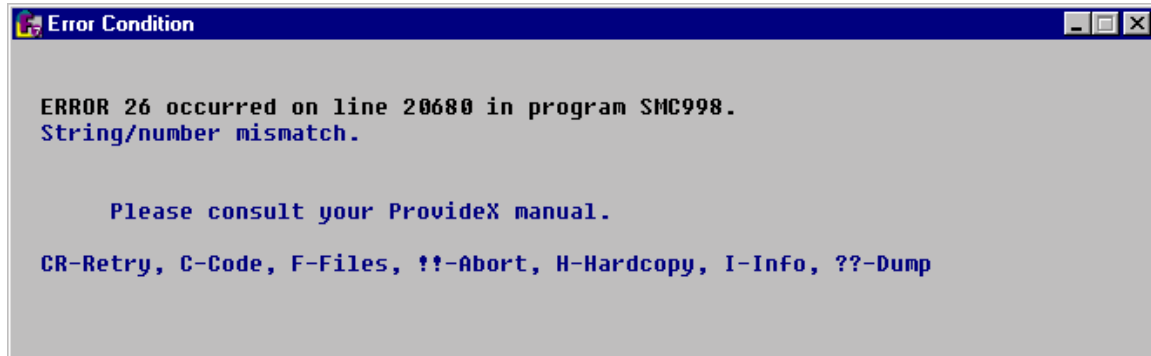 Error Condition
ERROR 26 occurred on line 20680 in program SMC998.
String/number mismatch.
Please consult your ProvideX manual.
CR-Retry, C-Code, F-Files, !!-Abort, H-Hardcopy, I-Info, ??-Dump